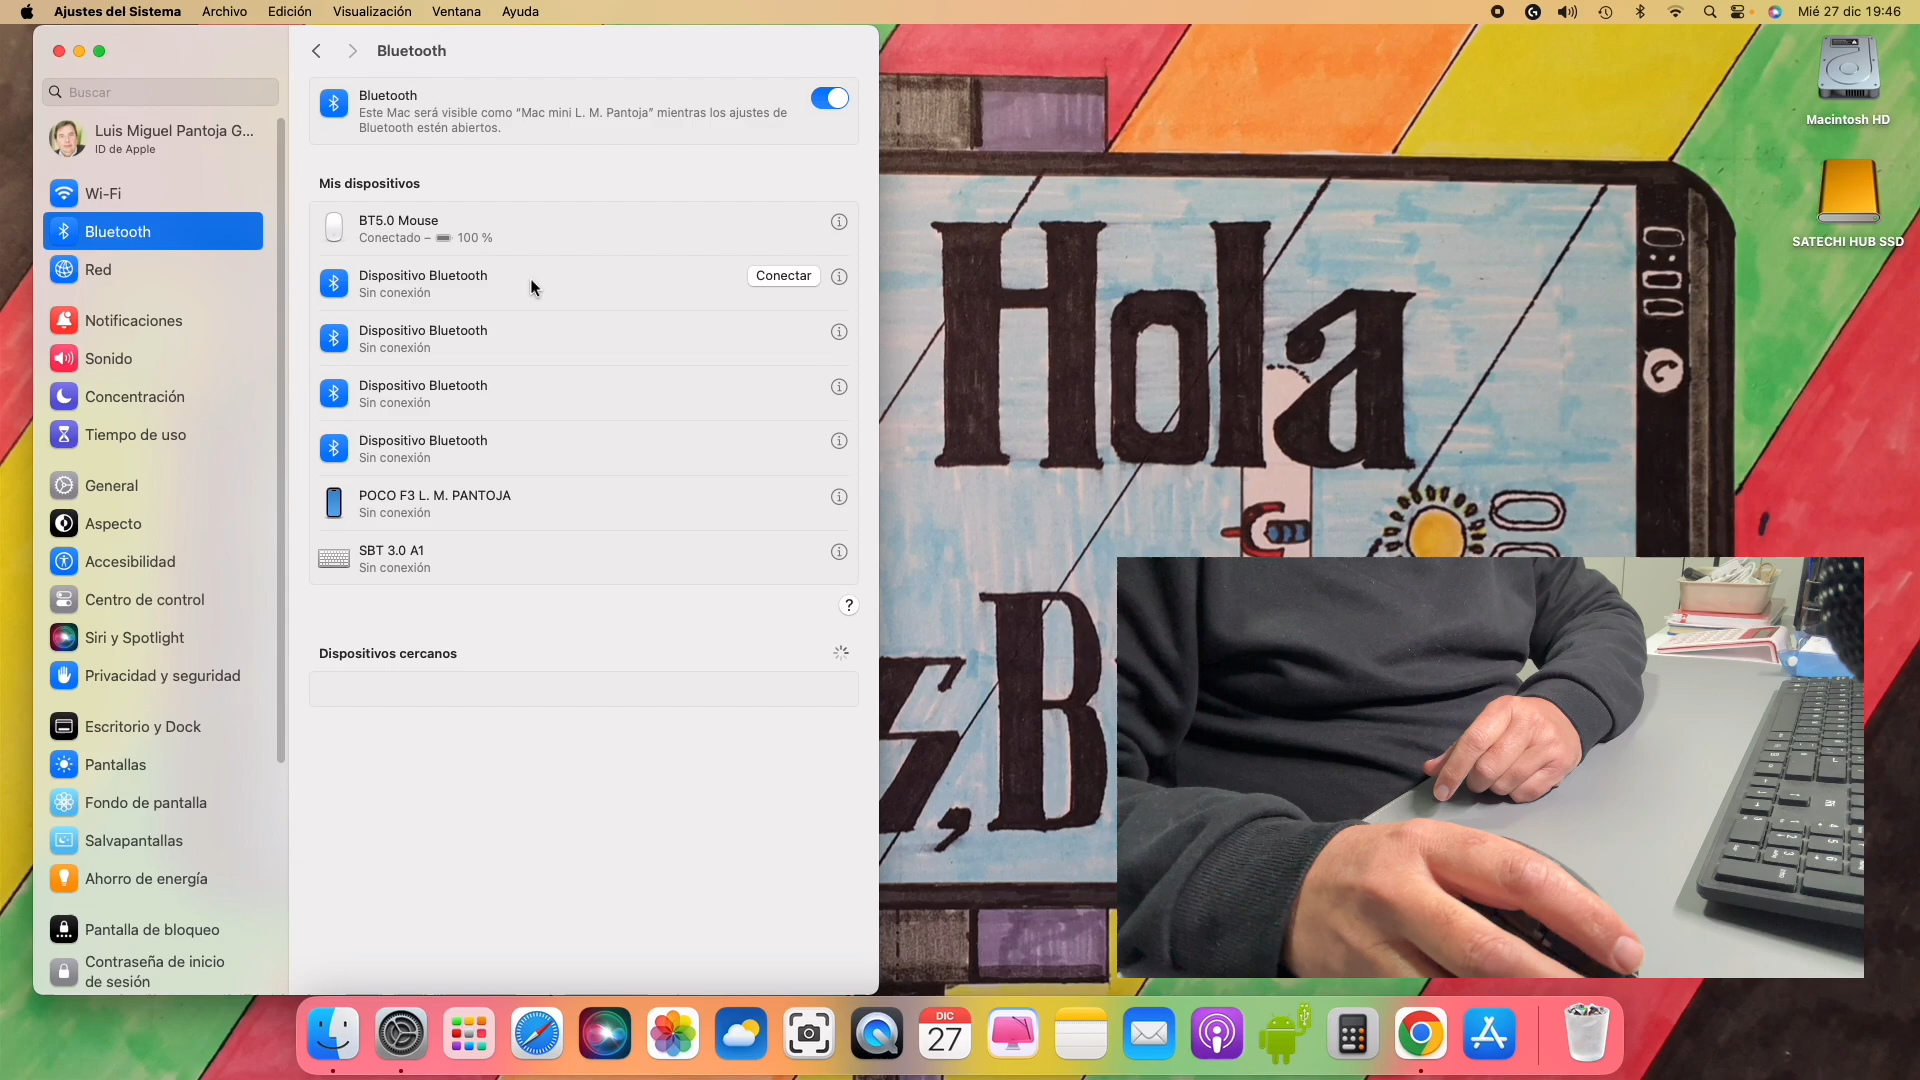 Ajustes del Sistema Archivo Edición Visualización Ventana Ayuda
Mié 27 dic 19:46
Buscar
Luis Miguel Pantoja G...
ID de Apple
Wi-Fi
Bluetooth
Red
Notificaciones
Sonido
Concentración
Tiempo de uso
General
Aspecto
Accesibilidad
Centro de control
Siri y Spotlight
Privacidad y seguridad
Escritorio y Dock
Pantallas
Fondo de pantalla
Salvapantallas
Ahorro de energía
Pantalla de bloqueo
Contraseña de inicio
de sesión
Bluetooth
Bluetooth
Este Mac será visible como “Mac mini L. M. Pantoja” mientras los ajustes de
Bluetooth estén abiertos.
Mis dispositivos
BT5.0 Mouse
Conectado – 100 %
Dispositivo Bluetooth
Sin conexión
Conectar
Dispositivo Bluetooth
Sin conexión
Dispositivo Bluetooth
Sin conexión
Dispositivo Bluetooth
Sin conexión
POCO F3 L. M. PANTOJA
Sin conexión
SBT 3.0 A1
Sin conexión
?
Dispositivos cercanos
Macintosh HD
SATECHI HUB SSD
Hola
DIC
27